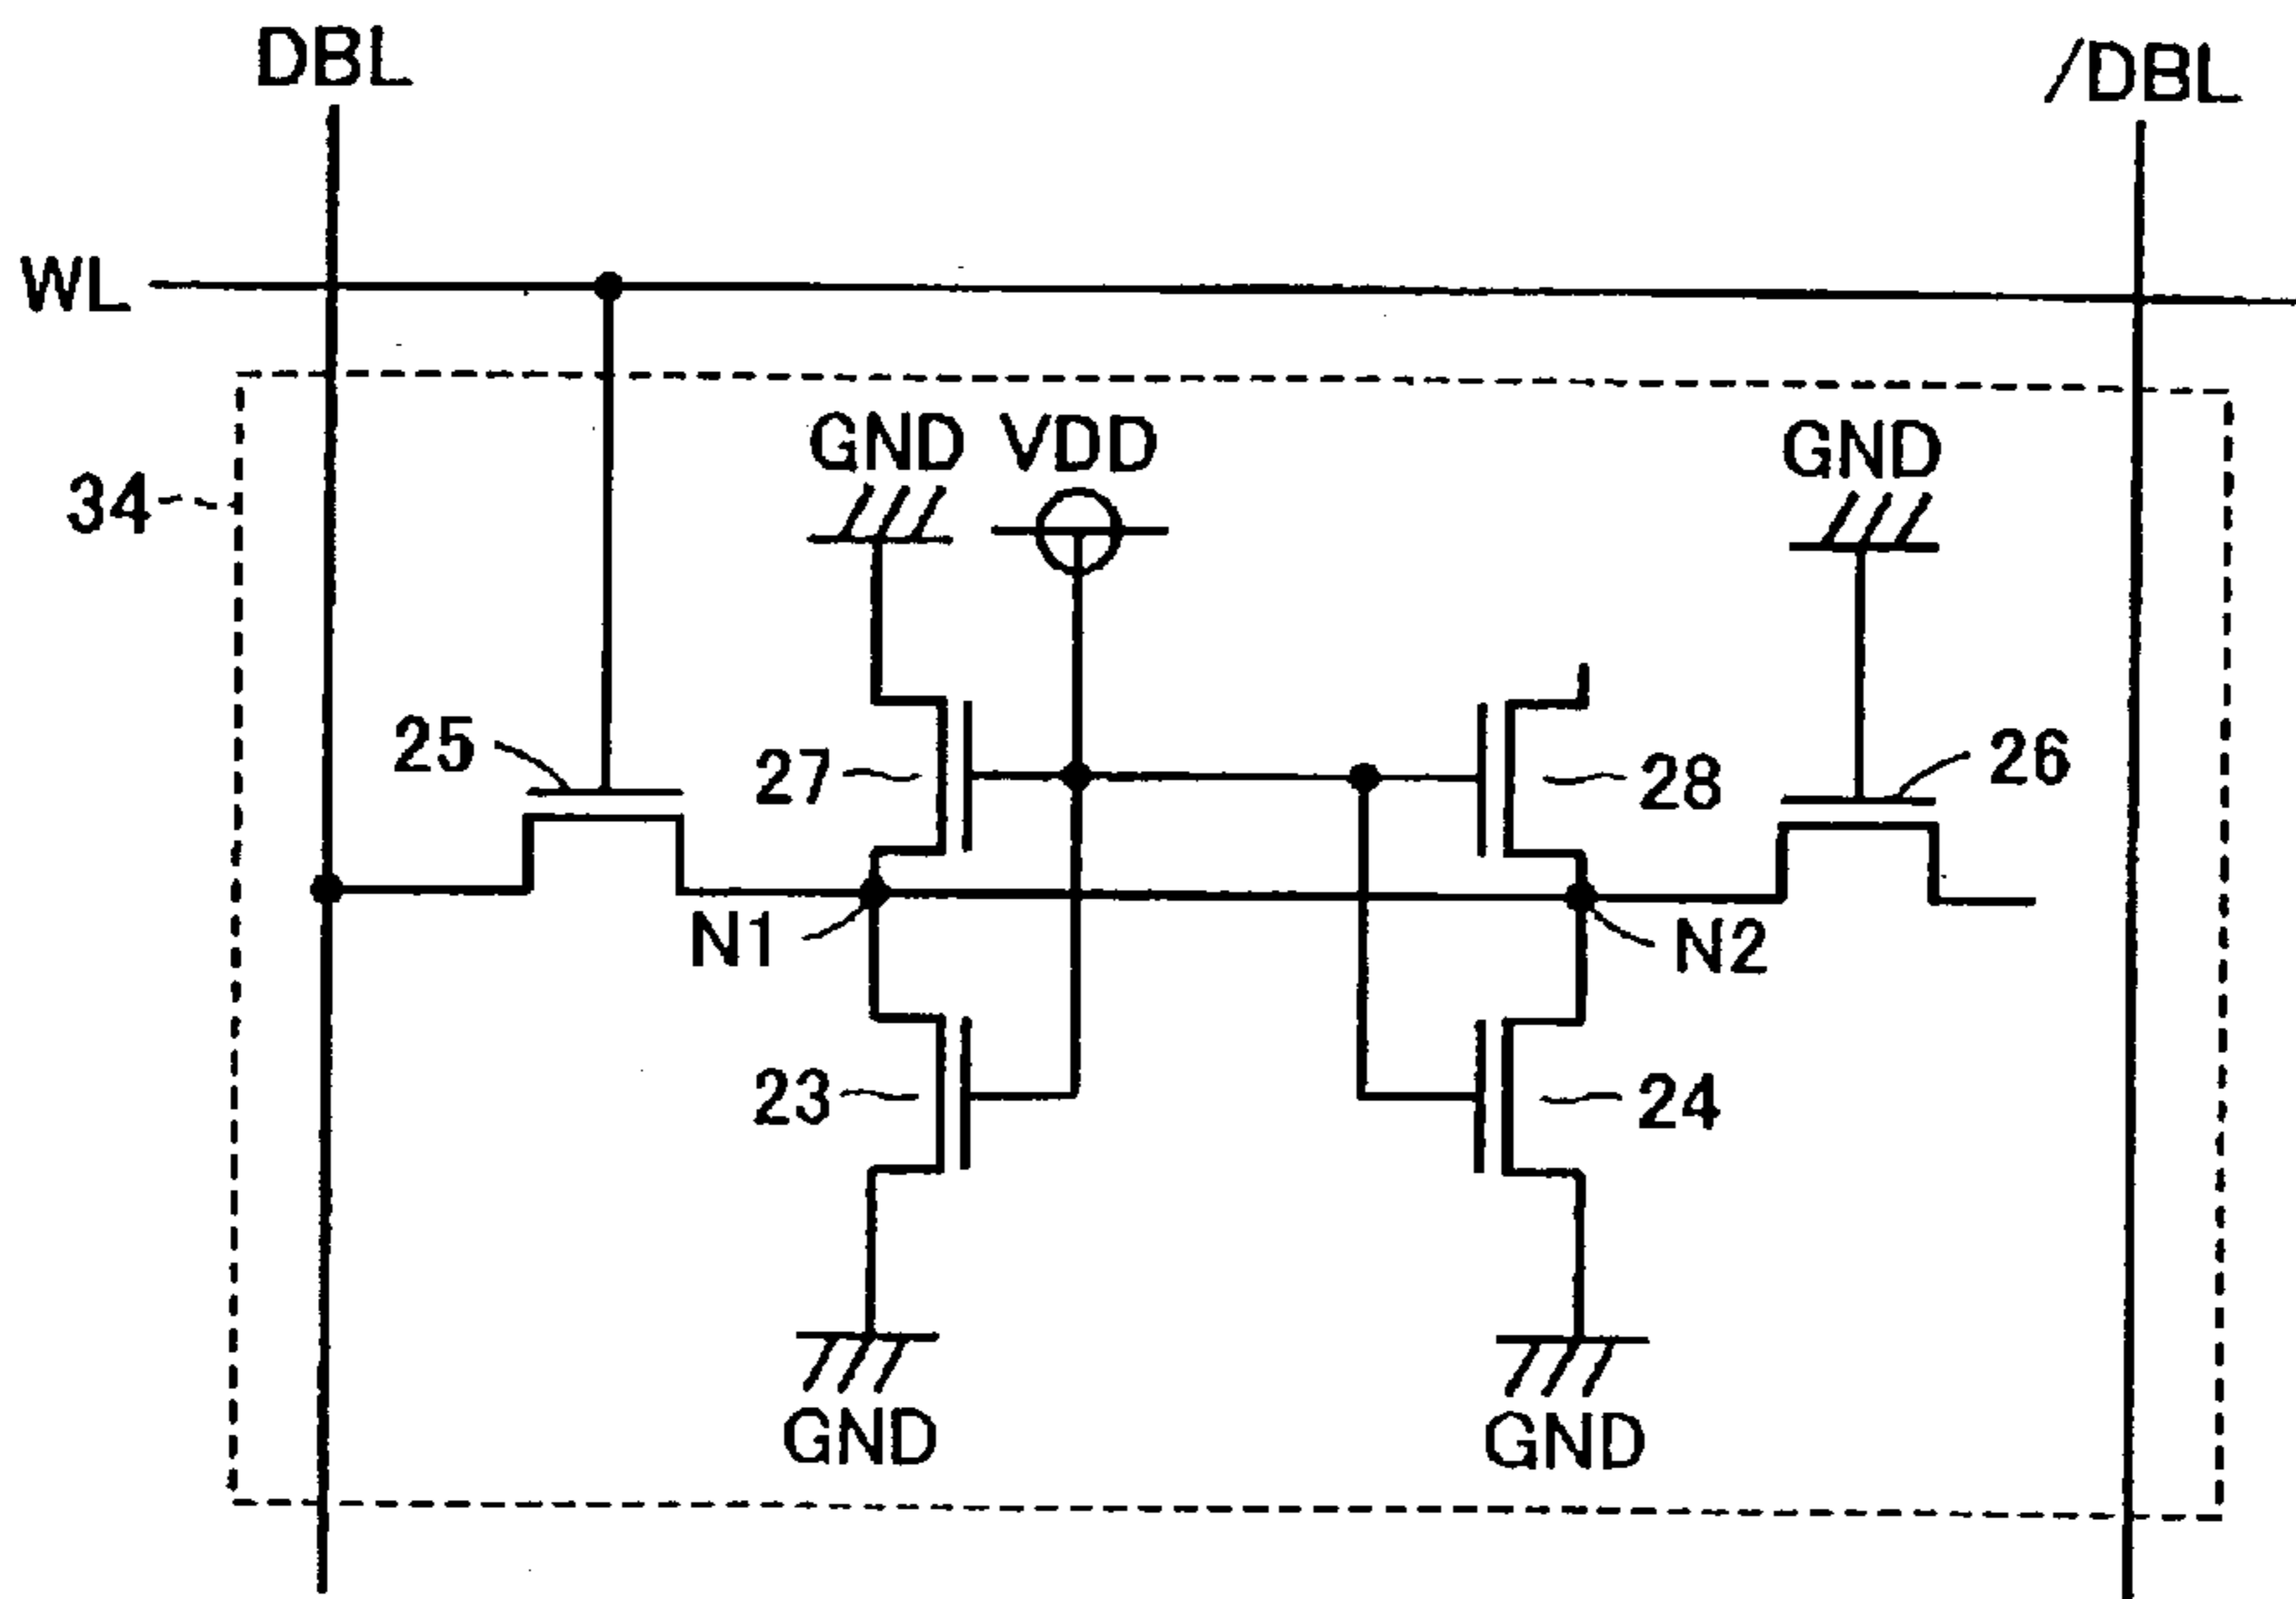 DBL /DBL
WL
GND VDD GND
34
25 27 28 26
N1 N2
23 24
GND GND